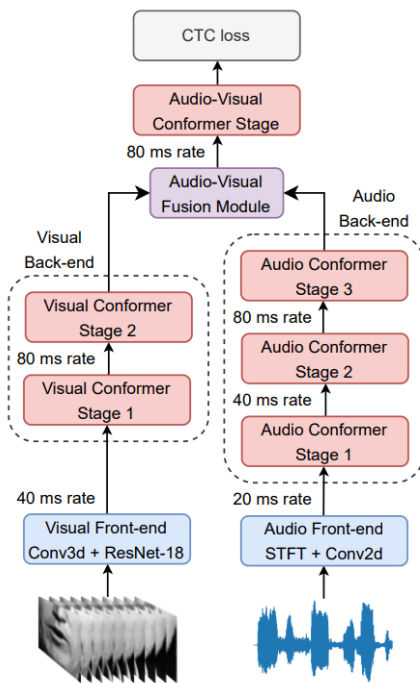 CTC loss
Audio-Visual
Conformer Stage
80 ms rate
Audio-Visual
Fusion Module
Visual
Back-end
Visual Conformer
Stage 2
80 ms rate
Visual Conformer
Stage 1
40 ms rate
Visual Front-end
Conv3d + ResNet-18
Audio
Back-end
Audio Conformer
Stage 3
80 ms rate
Audio Conformer
Stage 2
40 ms rate
Audio Conformer
Stage 1
20 ms rate
Audio Front-end
STFT + Conv2d